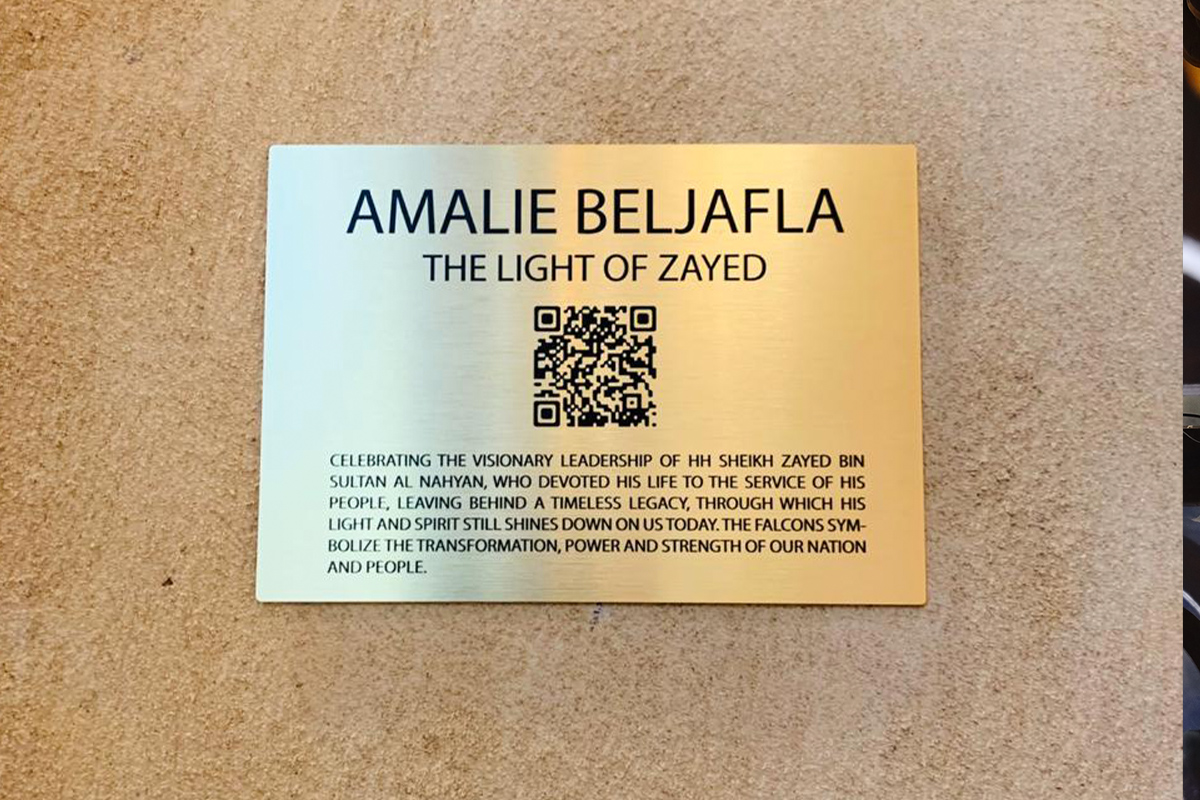 AMALIE BELJAFLA
THE LIGHT OF ZAYED
CELEBRATING THE VISIONARY LEADERSHIP OF HH SHEIKH ZAYED BIN
SULTAN AL NAHYAN, WHO DEVOTED HIS LIFE TO THE SERVICE OF HIS
PEOPLE, LEAVING BEHIND A TIMELESS LEGACY, THROUGH WHICH HIS
LIGHT AND SPIRIT STILL SHINES DOWN ON US TODAY. THE FALCONS SYM-
BOLIZE THE TRANSFORMATION, POWER AND STRENGTH OF OUR NATION
AND PEOPLE.